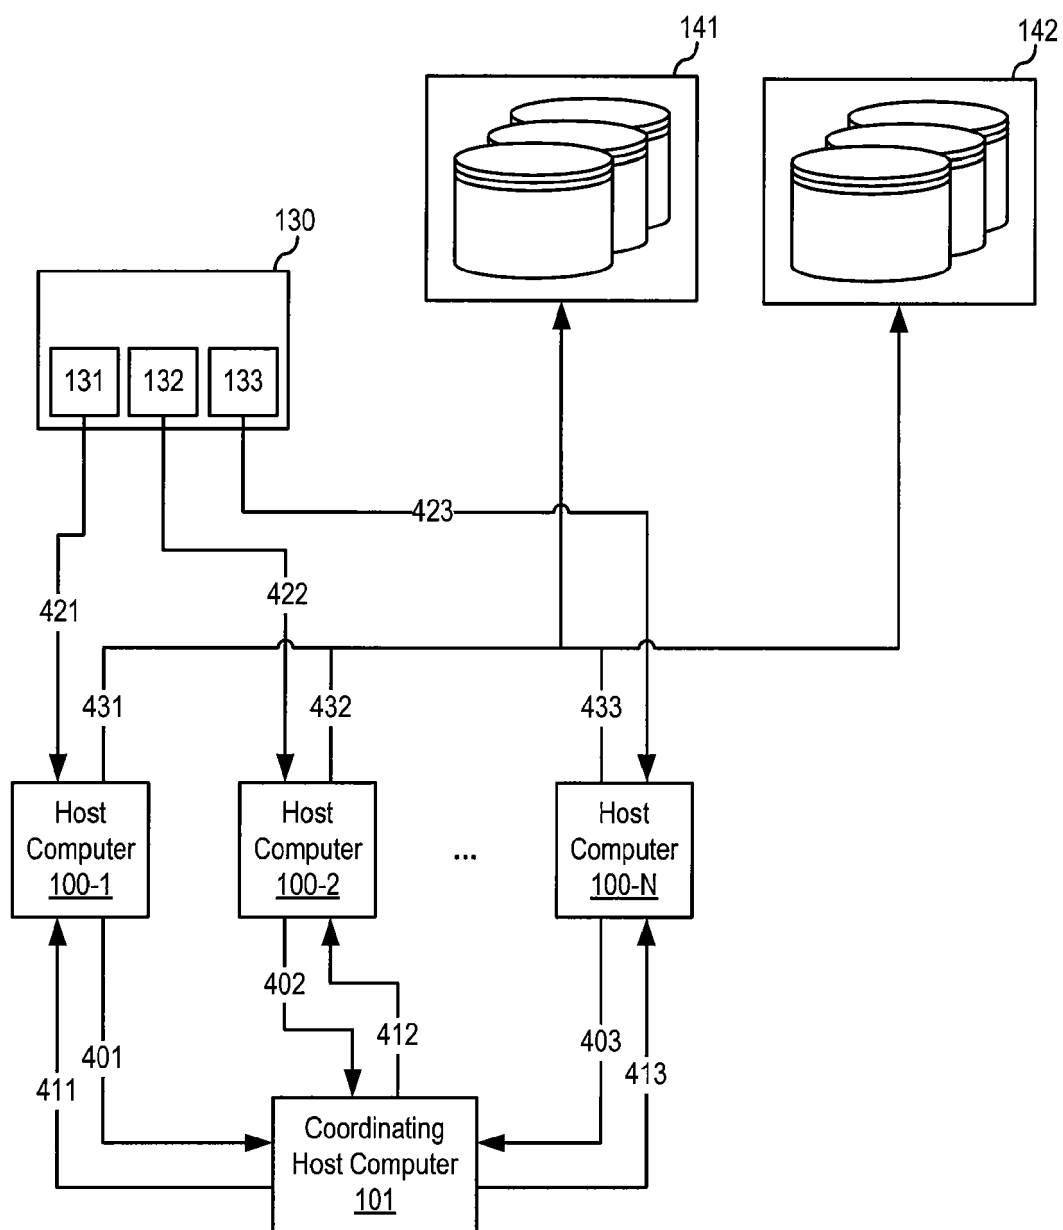 141
142
130
131
132
133
423
421
422
431
432
433
Host
Computer
100-1
Host
Computer
100-2
...
Host
Computer
100-N
402
412
401
403
411
413
Coordinating
Host Computer
101